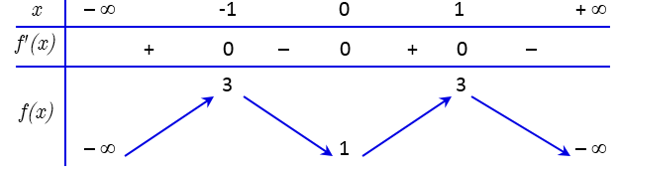 x − ∞ -1 0 1 + ∞
f'(x) + 0 − 0 + 0 −
3 3
f(x)
− ∞ 1 − ∞